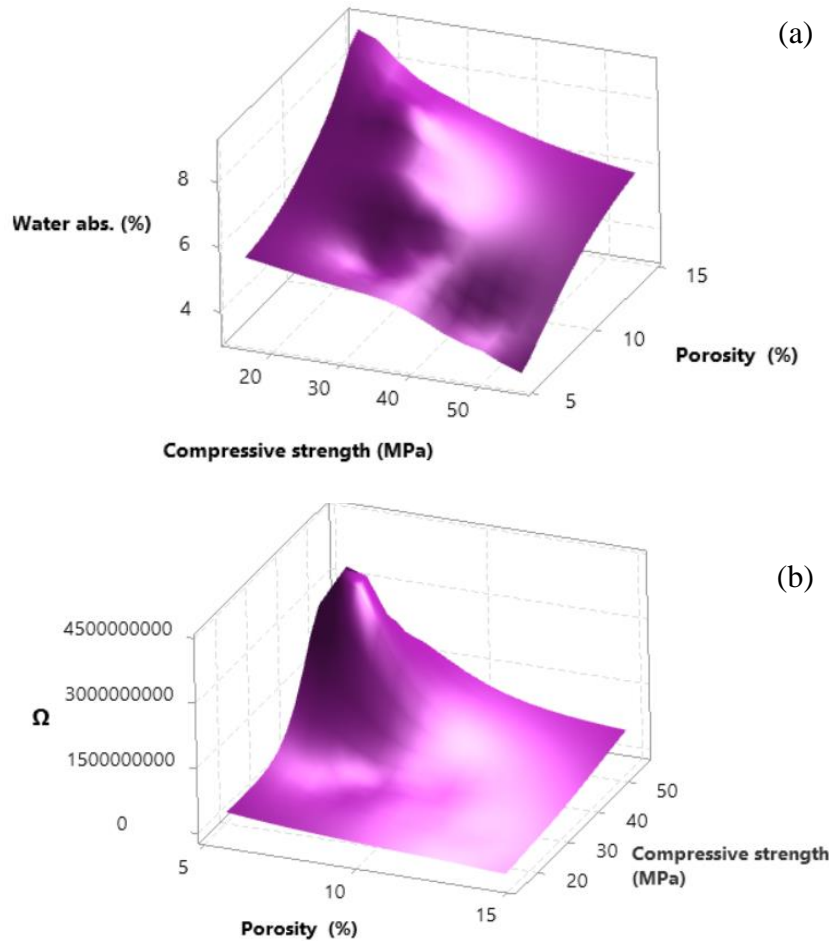 (a)
8
Water abs. (%)
6
4
15
10
Porosity (%)
5
20
30
40
50
Compressive strength (MPa)
(b)
4500000000
3000000000
Ω
1500000000
0
50
40
30
20
Compressive strength
(MPa)
5
10
15
Porosity (%)